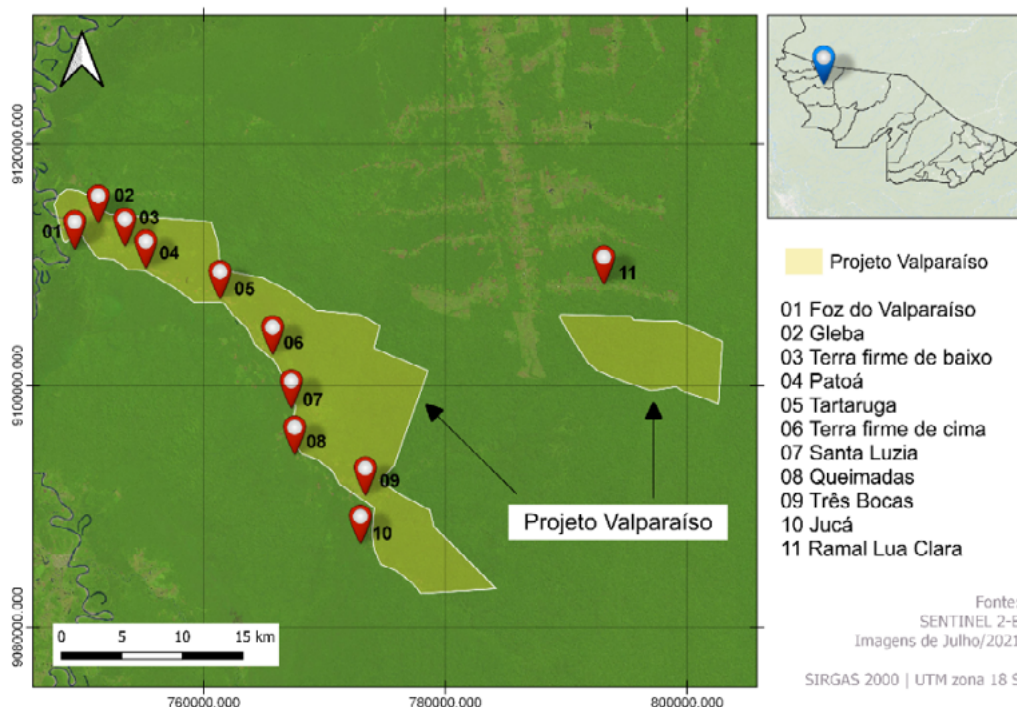 02
03
01
04
05
11
06
07
08
09
10
Projeto Valparaíso
0 5 10 15 km
9120000.000
9100000.000
9080000.000
760000.000 780000.000 800000.000
Projeto Valparaíso
01 Foz do Valparaíso
02 Gleba
03 Terra firme de baixo
04 Patoá
05 Tartaruga
06 Terra firme de cima
07 Santa Luzia
08 Queimadas
09 Três Bocas
10 Jucá
11 Ramal Lua Clara
Fonte:
SENTINEL 2-
Imagens de Julho/2021
SIRGAS 2000 | UTM zona 18 S